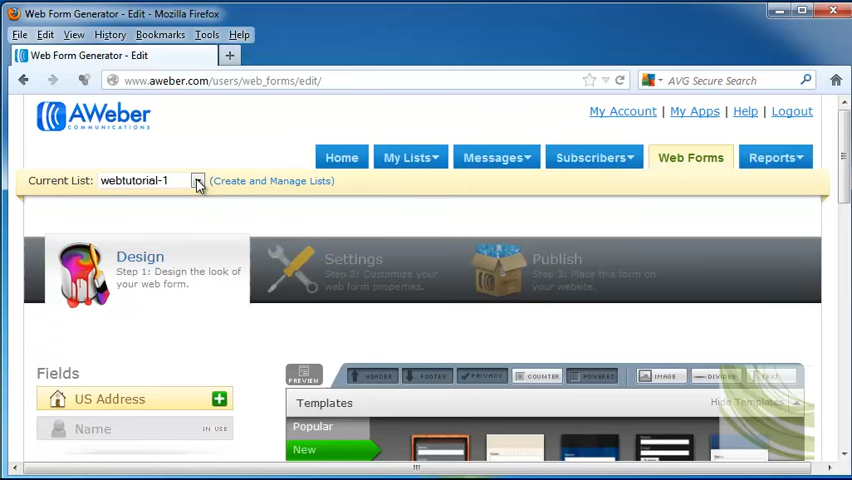 Web Form Generator - Edit - Mozilla Firefox
File Edit View History Bookmarks Tools Help
Web Form Generator - Edit
www.aweber.com/users/web_forms/edit/
AVG Secure Search
AWeber
COMMUNICATIONS
My Account | My Apps | Help | Logout
Home My Lists Messages Subscribers Web Forms Reports
Current List: webtutorial-1 (Create and Manage Lists)
Design
Step 1: Design the look of
your web form.
Settings
Step 2: Customize your
web form properties.
Publish
Step 3: Place this form on
your website.
Fields
US Address
Name IN USE
PREVIEW
HEADER FOOTER PRIVACY COUNTER POWERED IMAGE DIVIDER TEXT
Templates Hide Templates
Popular
New